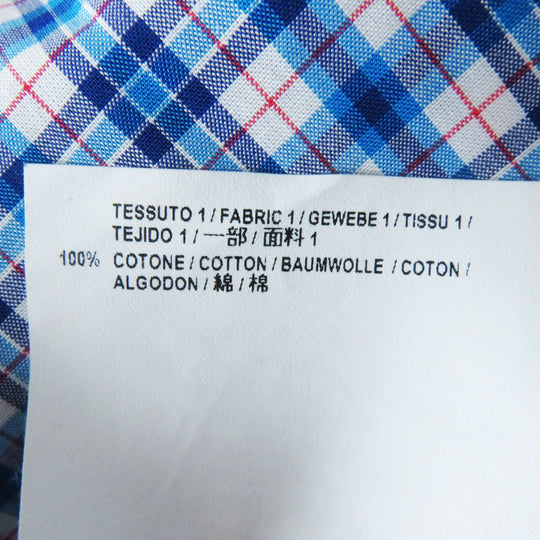 TESSUTO 1 / FABRIC 1 / GEWEBE 1 / TISSU 1 /
TEJIDO 1 / 一部 / 面料 1
100% COTONE / COTTON / BAUMWOLLE / COTON /
ALGODON / 綿 / 棉